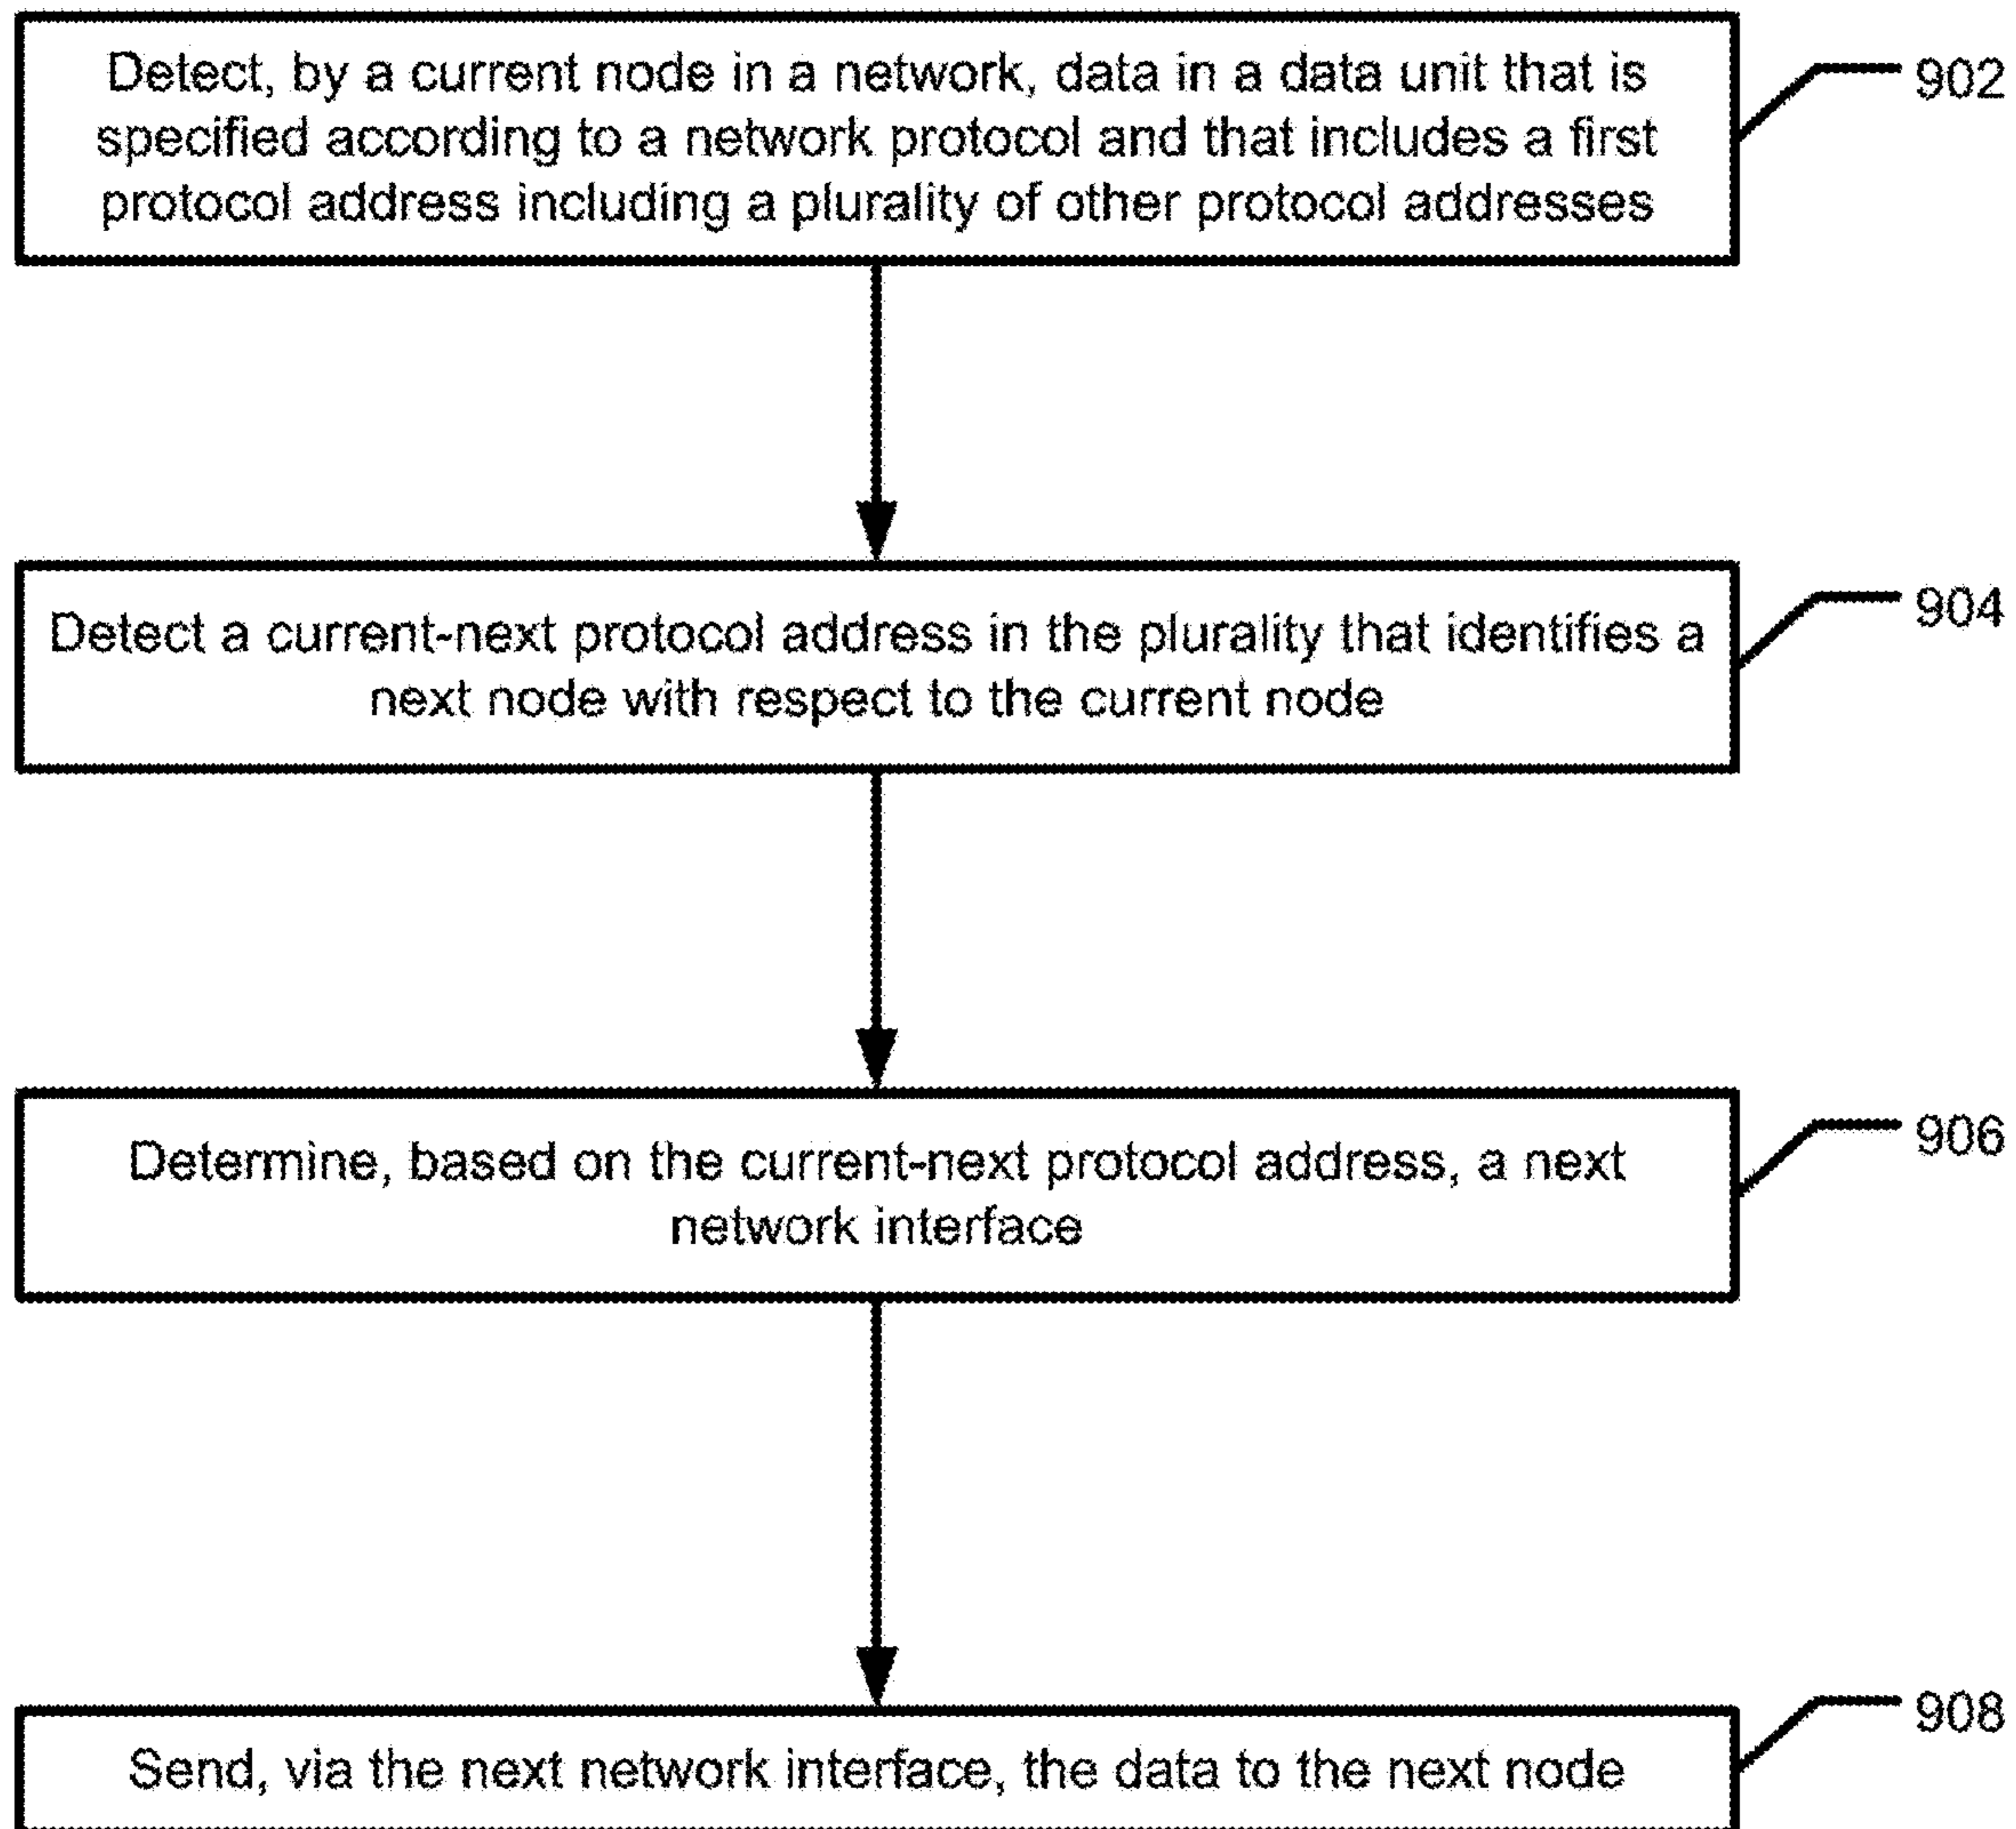 Detect, by a current node in a network, data in a data unit that is
specified according to a network protocol and that includes a first
protocol address including a plurality of other protocol addresses
902
Detect a current-next protocol address in the plurality that identifies a
next node with respect to the current node
904
Determine, based on the current-next protocol address, a next
network interface
906
Send, via the next network interface, the data to the next node
908